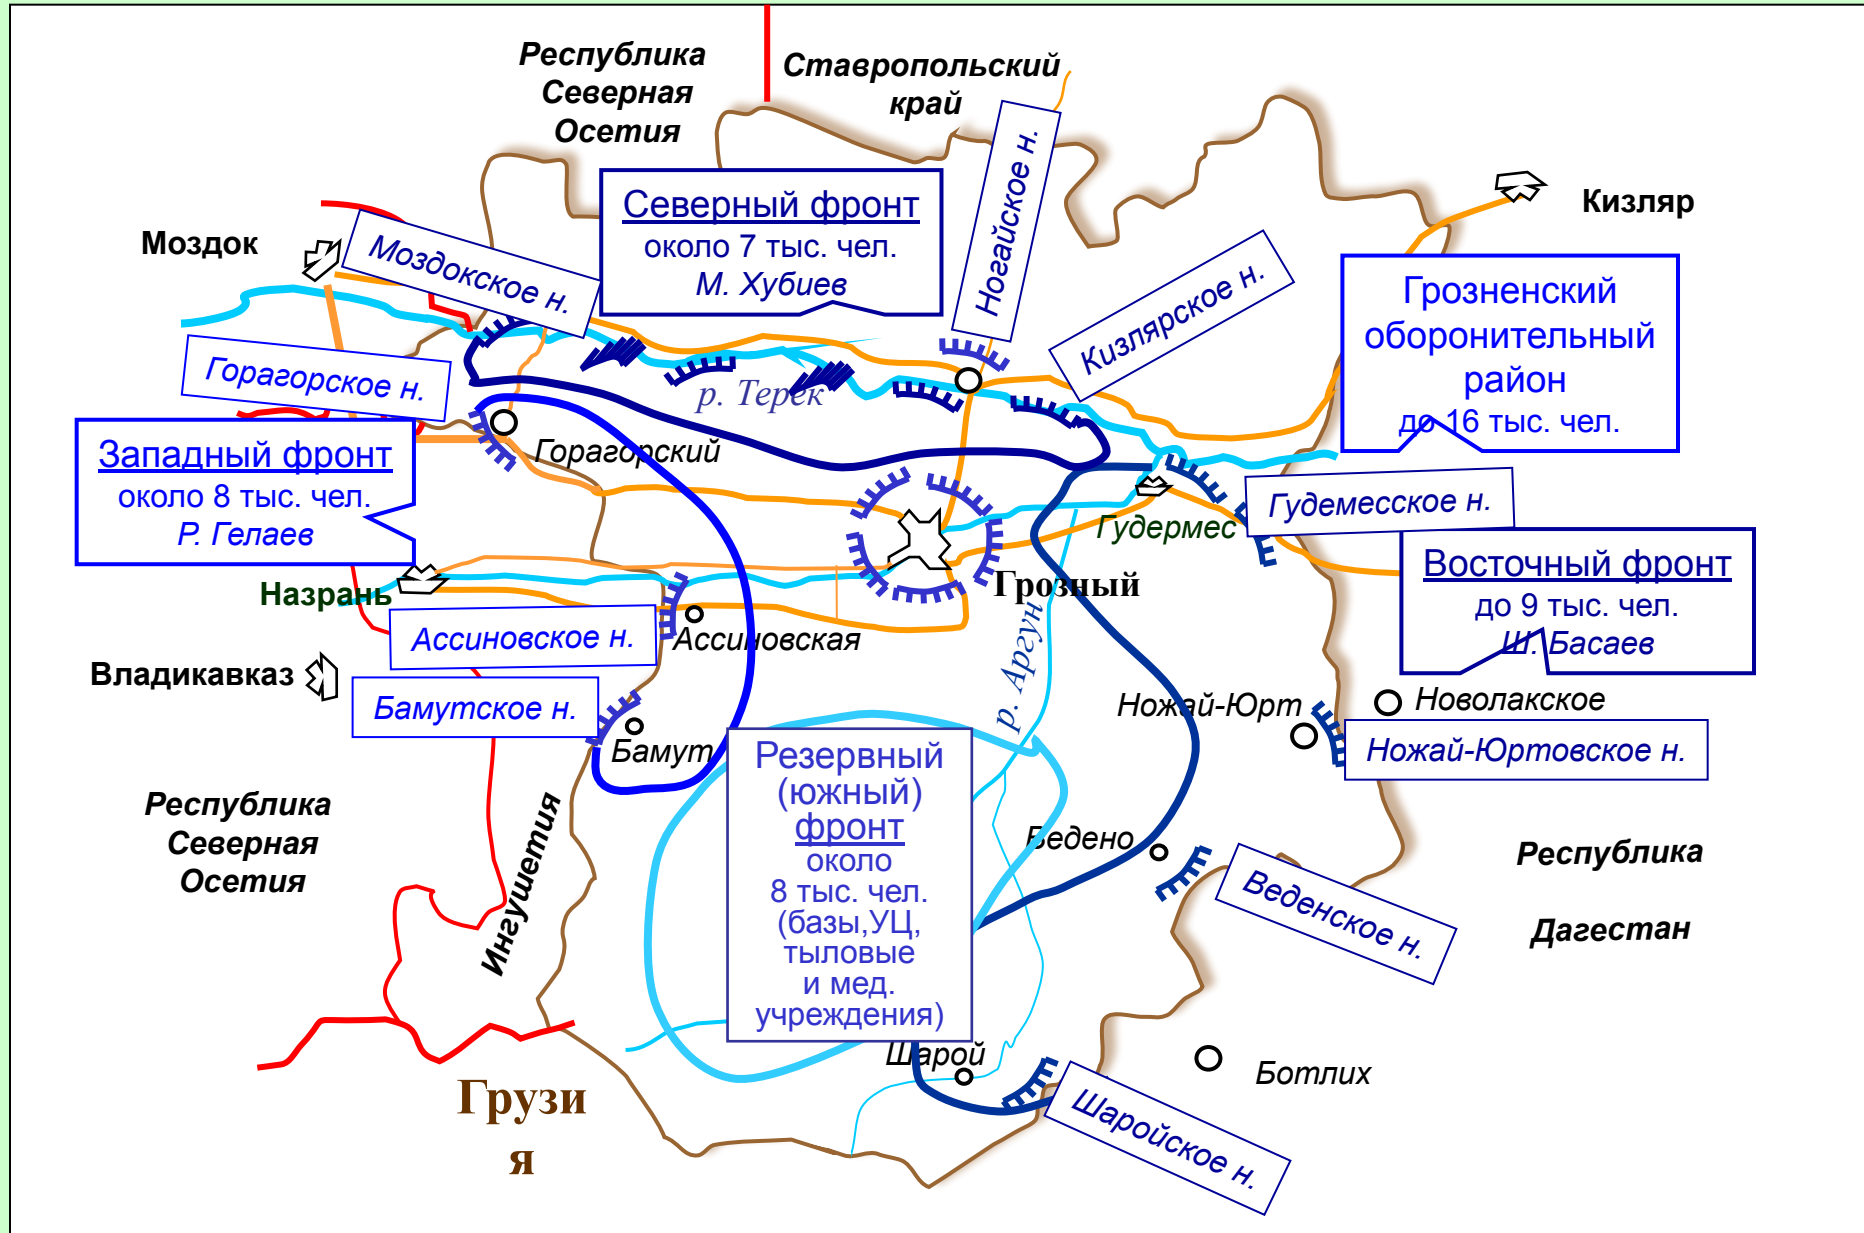 Республика
Северная
Осетия
Ставропольский
край
Кизляр
Моздок
Моздокское н.
Северный фронт
около 7 тыс. чел.
М. Хубиев
Ногайское н.
Кизлярское н.
Грозненский
оборонительный
район
до 16 тыс. чел.
Горагорское н.
р. Терек
Горагорский
Западный фронт
около 8 тыс. чел.
Р. Гелаев
Гудермес
Гудемесское н.
Восточный фронт
до 9 тыс. чел.
Ш. Басаев
Назрань
Грозный
Ассиновское н.
Ассиновская
р. Аргун
Владикавказ
Бамутское н.
Бамут
Ножай-Юрт
Новолакское
Ножай-Юртовское н.
Резервный
(южный)
фронт
около
8 тыс. чел.
(базы,УЦ,
тыловые
и мед.
учреждения)
Республика
Северная
Осетия
Ингушетия
Ведено
Веденское н.
Республика
Дагестан
Шарой
Шаройское н.
Ботлих
Грузи
я